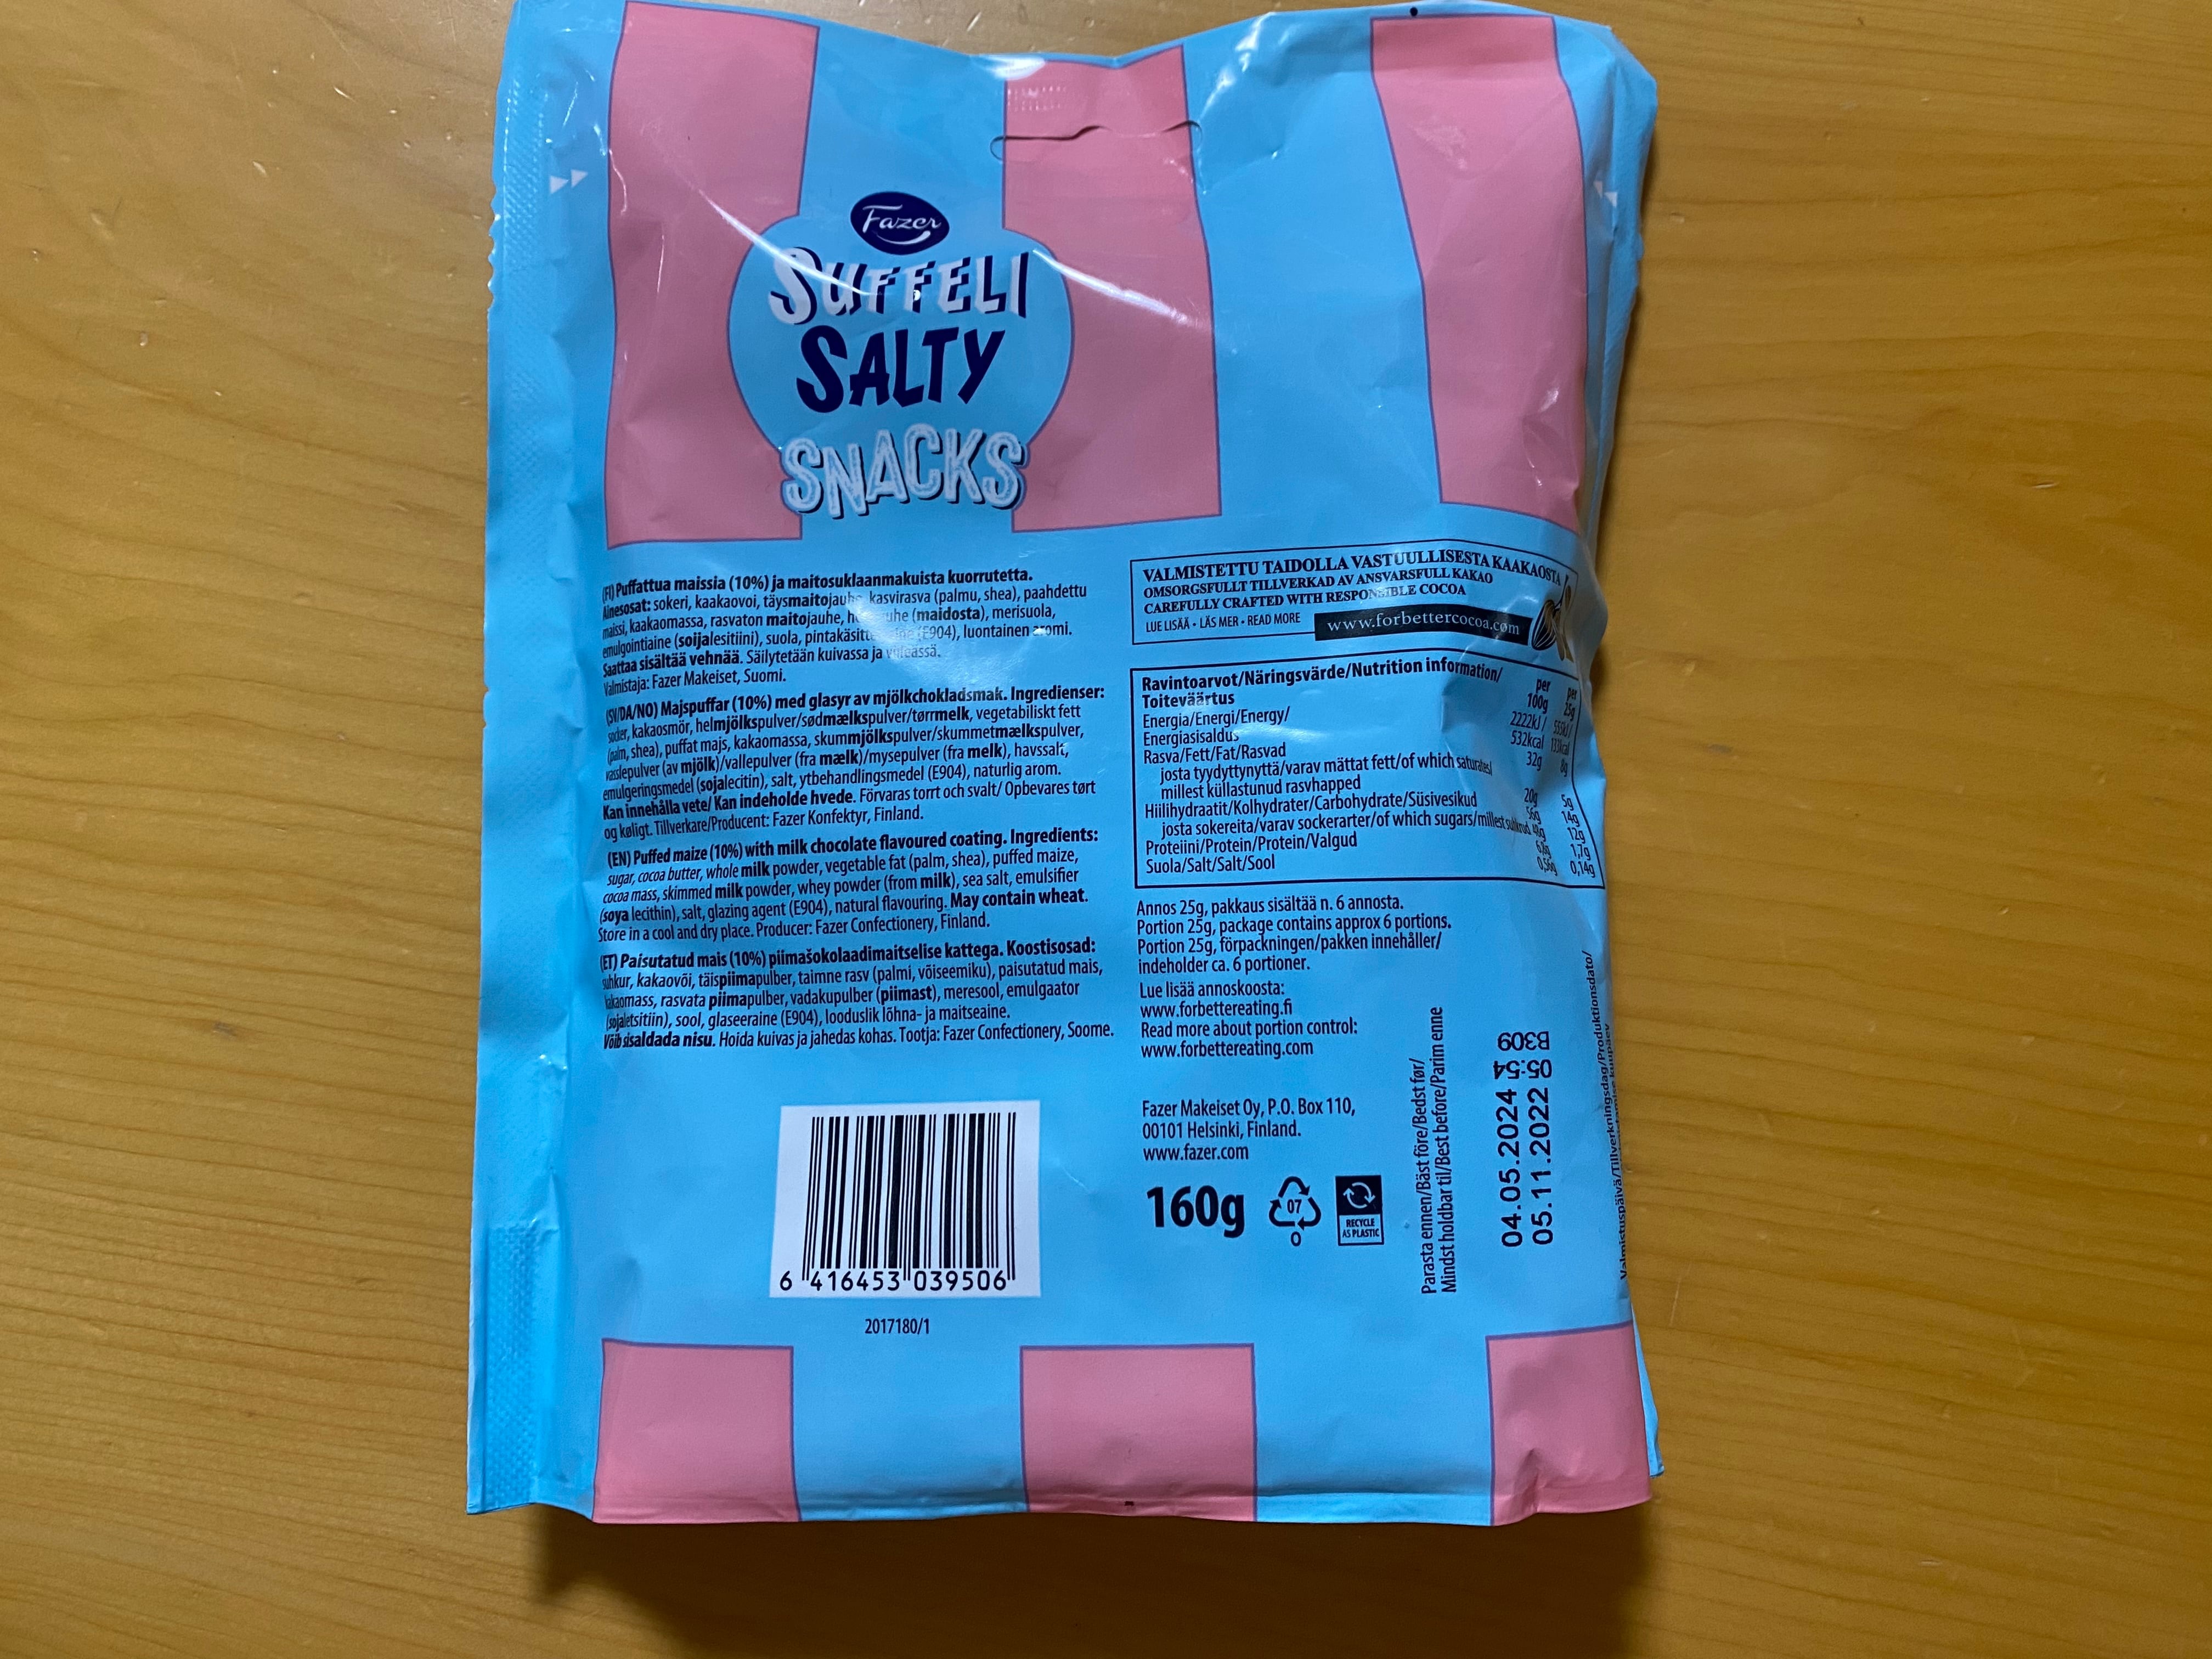 Fazer
SUFFELI
SALTY
SNACKS
(FI) Puffattua maissia (10%) ja maitosuklaanmakuista kuorrutetta.
Ainesosat: sokeri, kaakaovoi, täysmaitojauhe, kasvirasva (palmu, shea), paahdettu
maissi, kaakaomassa, rasvaton maitojauhe, (maidosta), merisuola,
emulgointiaine (soijalesitiini), suola, (E904), luontainen aromi.
Saattaa sisältää vehnää. Säilytetään kuivassa ja viileässä.
Valmistaja: Fazer Makeiset, Suomi.
(SV/DA/NO) Majspuffar (10%) med glasyr av mjölkchokladsmak. Ingredienser:
socker, kakaosmör, helmjölkspulver/sødmælkspulver/tørrmelk, vegetabiliskt fett
(palm, shea), puffat majs, kakaomassa, skummjölkspulver/skummetmælkspulver,
vasslepulver (av mjölk)/vallepulver (fra mælk)/mysepulver (fra melk), havssalt,
emulgeringsmedel (sojalecitin), salt, ytbehandlingsmedel (E904), naturlig arom.
Kan innehålla vete/ Kan indeholde hvede. Förvaras torrt och svalt/ Opbevares tørt
og køligt. Tillverkare/Producent: Fazer Konfektyr, Finland.
(EN) Puffed maize (10%) with milk chocolate flavoured coating. Ingredients:
sugar, cocoa butter, whole milk powder, vegetable fat (palm, shea), puffed maize,
cocoa mass, skimmed milk powder, whey powder (from milk), sea salt, emulsifier
(soya lecithin), salt, glazing agent (E904), natural flavouring. May contain wheat.
Store in a cool and dry place. Producer: Fazer Confectionery, Finland.
(ET) Paisutatud mais (10%) piimašokolaadimaitselise kattega. Koostisosad:
suhkur, kakaovõi, täispiimapulber, taimne rasv (palmi, võiseemiku), paisutatud mais,
kakaomass, rasvata piimapulber, vadakupulber (piimast), meresool, emulgaator
(sojaletsitiin), sool, glaseeraine (E904), looduslik lõhna- ja maitseaine.
Võib sisaldada nisu. Hoida kuivas ja jahedas kohas. Tootja: Fazer Confectionery, Soome.
6 416453 039506
2017180/1
VALMISTETTU TAIDOLLA VASTUULLISESTA KAAKAOSTA
OMSORGSFULLT TILLVERKAD AV ANSVARSFULL KAKAO
CAREFULLY CRAFTED WITH RESPONSIBLE COCOA
LUE LISÄÄ • LÄS MER • READ MORE www.forbettercocoa.com
Ravintoarvot/Näringsvärde/Nutrition information/ per per
Toiteväärtus 100g 25g
Energia/Energi/Energy/ 2222kJ/ 555kJ/
Energiasisaldus 532kcal 133kcal
Rasva/Fett/Fat/Rasvad 32g 8g
josta tyydyttynyttä/varav mättat fett/of which saturates/
millest küllastunud rasvhapped 20g 5g
Hiilihydraatit/Kolhydrater/Carbohydrate/Süsivesikud 56g 14g
josta sokereita/varav sockerarter/of which sugars/millest suhkrud 12g
Proteiini/Protein/Protein/Valgud 1,7g
Suola/Salt/Salt/Sool 0,56g 0,14g
Annos 25g, pakkaus sisältää n. 6 annosta.
Portion 25g, package contains approx 6 portions.
Portion 25g, förpackningen/pakken innehåller/
indeholder ca. 6 portioner.
Lue lisää annoskoosta:
www.forbettereating.fi
Read more about portion control:
www.forbettereating.com
Fazer Makeiset Oy, P.O. Box 110,
00101 Helsinki, Finland.
www.fazer.com
160g
07
O
RECYCLE
AS PLASTIC
Parasta ennen/Bäst före/Bedst før/
Mindst holdbar til/Best before/Parim enne
04.05.2024 05:54 B309
05.11.2022
Valmistuspäivä/Tillverkningsdag/Produktionsdato/